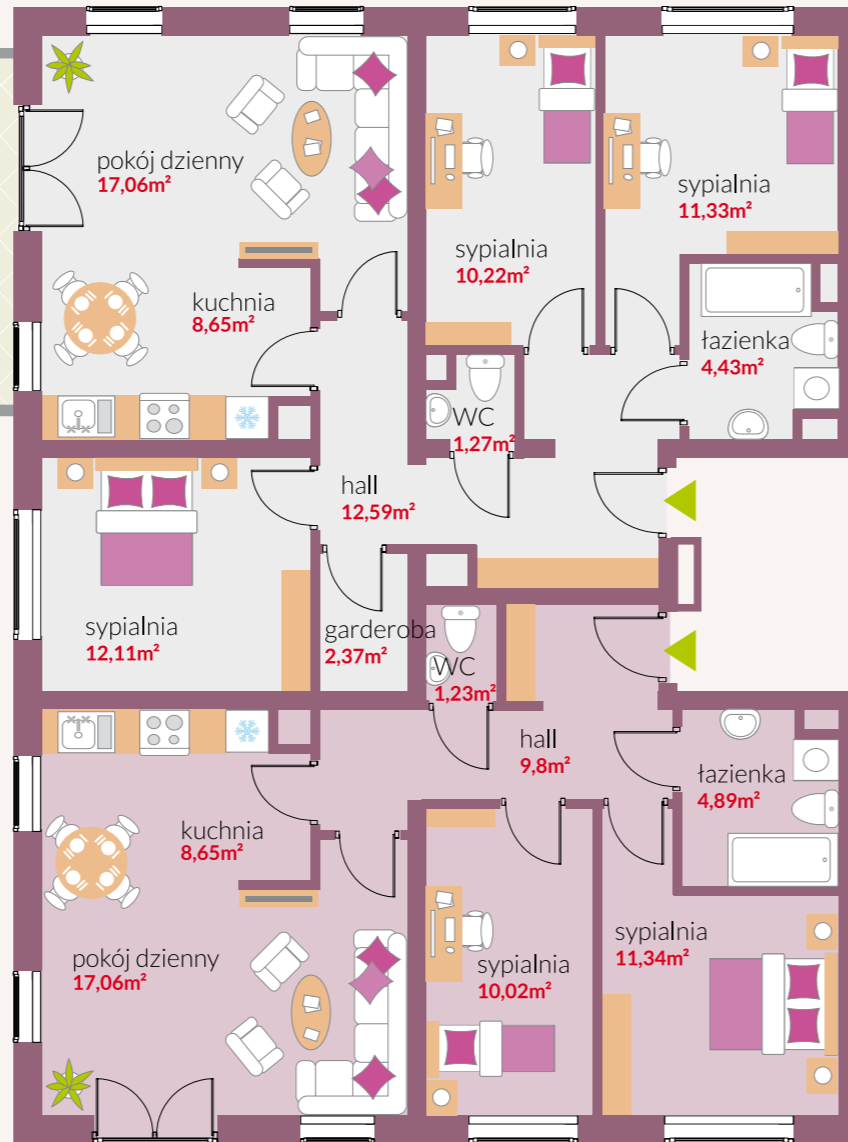 pokój dzienny
17,06m²
sypialnia
11,33m²
sypialnia
10,22m²
kuchnia
8,65m²
łazienka
4,43m²
WC
1,27m²
hall
12,59m²
sypialnia
12,11m²
garderoba
2,37m²
WC
1,23m²
hall
9,8m²
łazienka
4,89m²
kuchnia
8,65m²
pokój dzienny
17,06m²
sypialnia
10,02m²
sypialnia
11,34m²